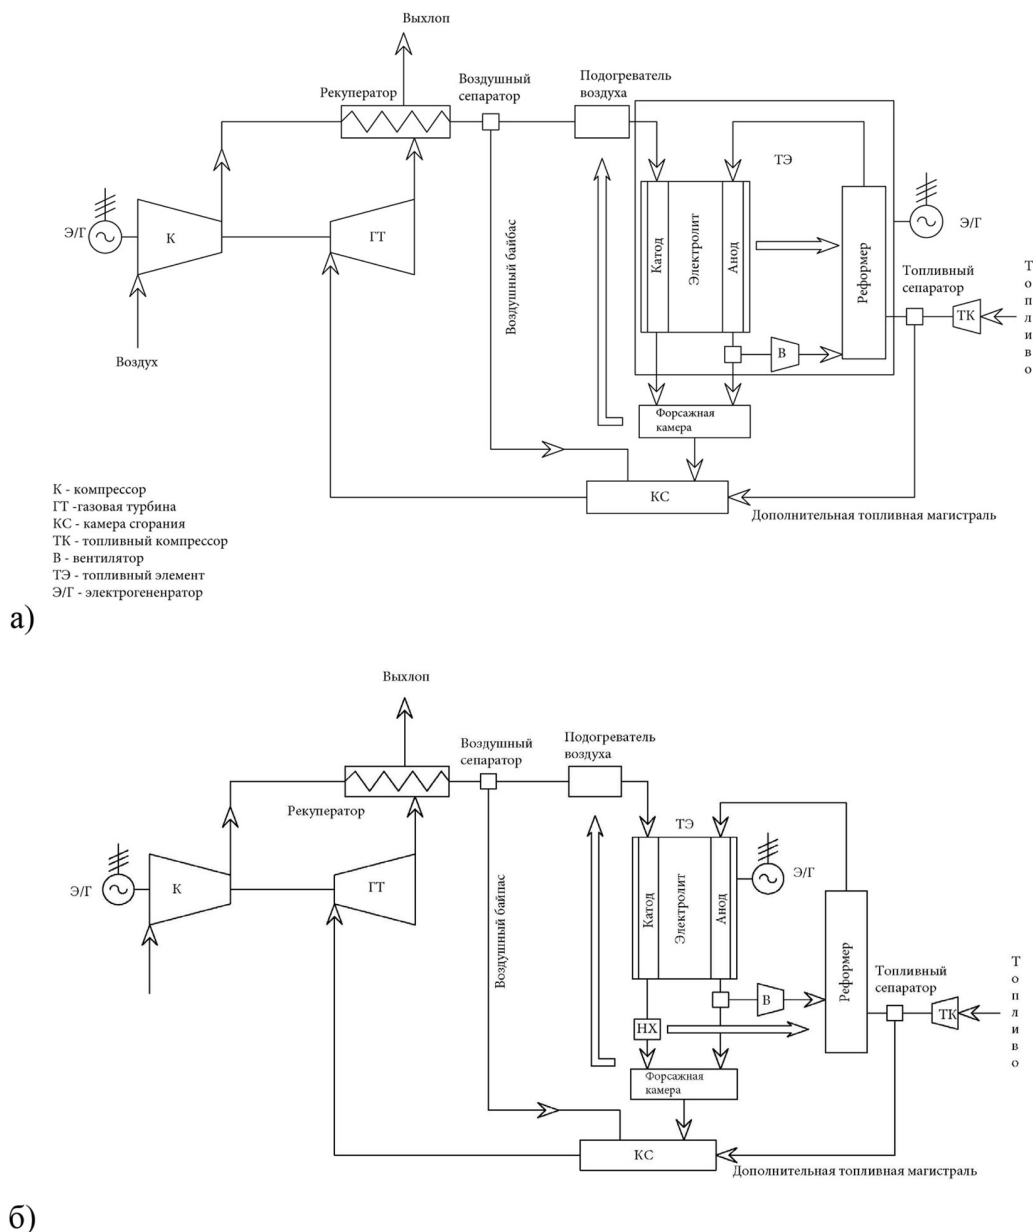 Выхлоп
Рекуператор
Воздушный
сепаратор
Подогреватель
воздуха
ТЭ
Э/Г
К
ГТ
Воздушный байбас
Катод
Электролит
Анод
Реформер
Э/Г
Топливный
сепаратор
ТК
Топливо
В
Воздух
Форсажная
камера
КС
Дополнительная топливная магистраль
К - компрессор
ГТ -газовая турбина
КС - камера сгорания
ТК - топливный компрессор
В - вентилятор
ТЭ - топливный элемент
Э/Г - электрогененратор
а)
Выхлоп
Воздушный
сепаратор
Подогреватель
воздуха
Рекуператор
ТЭ
Э/Г
К
ГТ
Воздушный байпас
Катод
Электролит
Анод
Э/Г
Реформер
Топливный
сепаратор
ТК
Топливо
В
НХ
Форсажная
камера
КС
Дополнительная топливная магистраль
б)